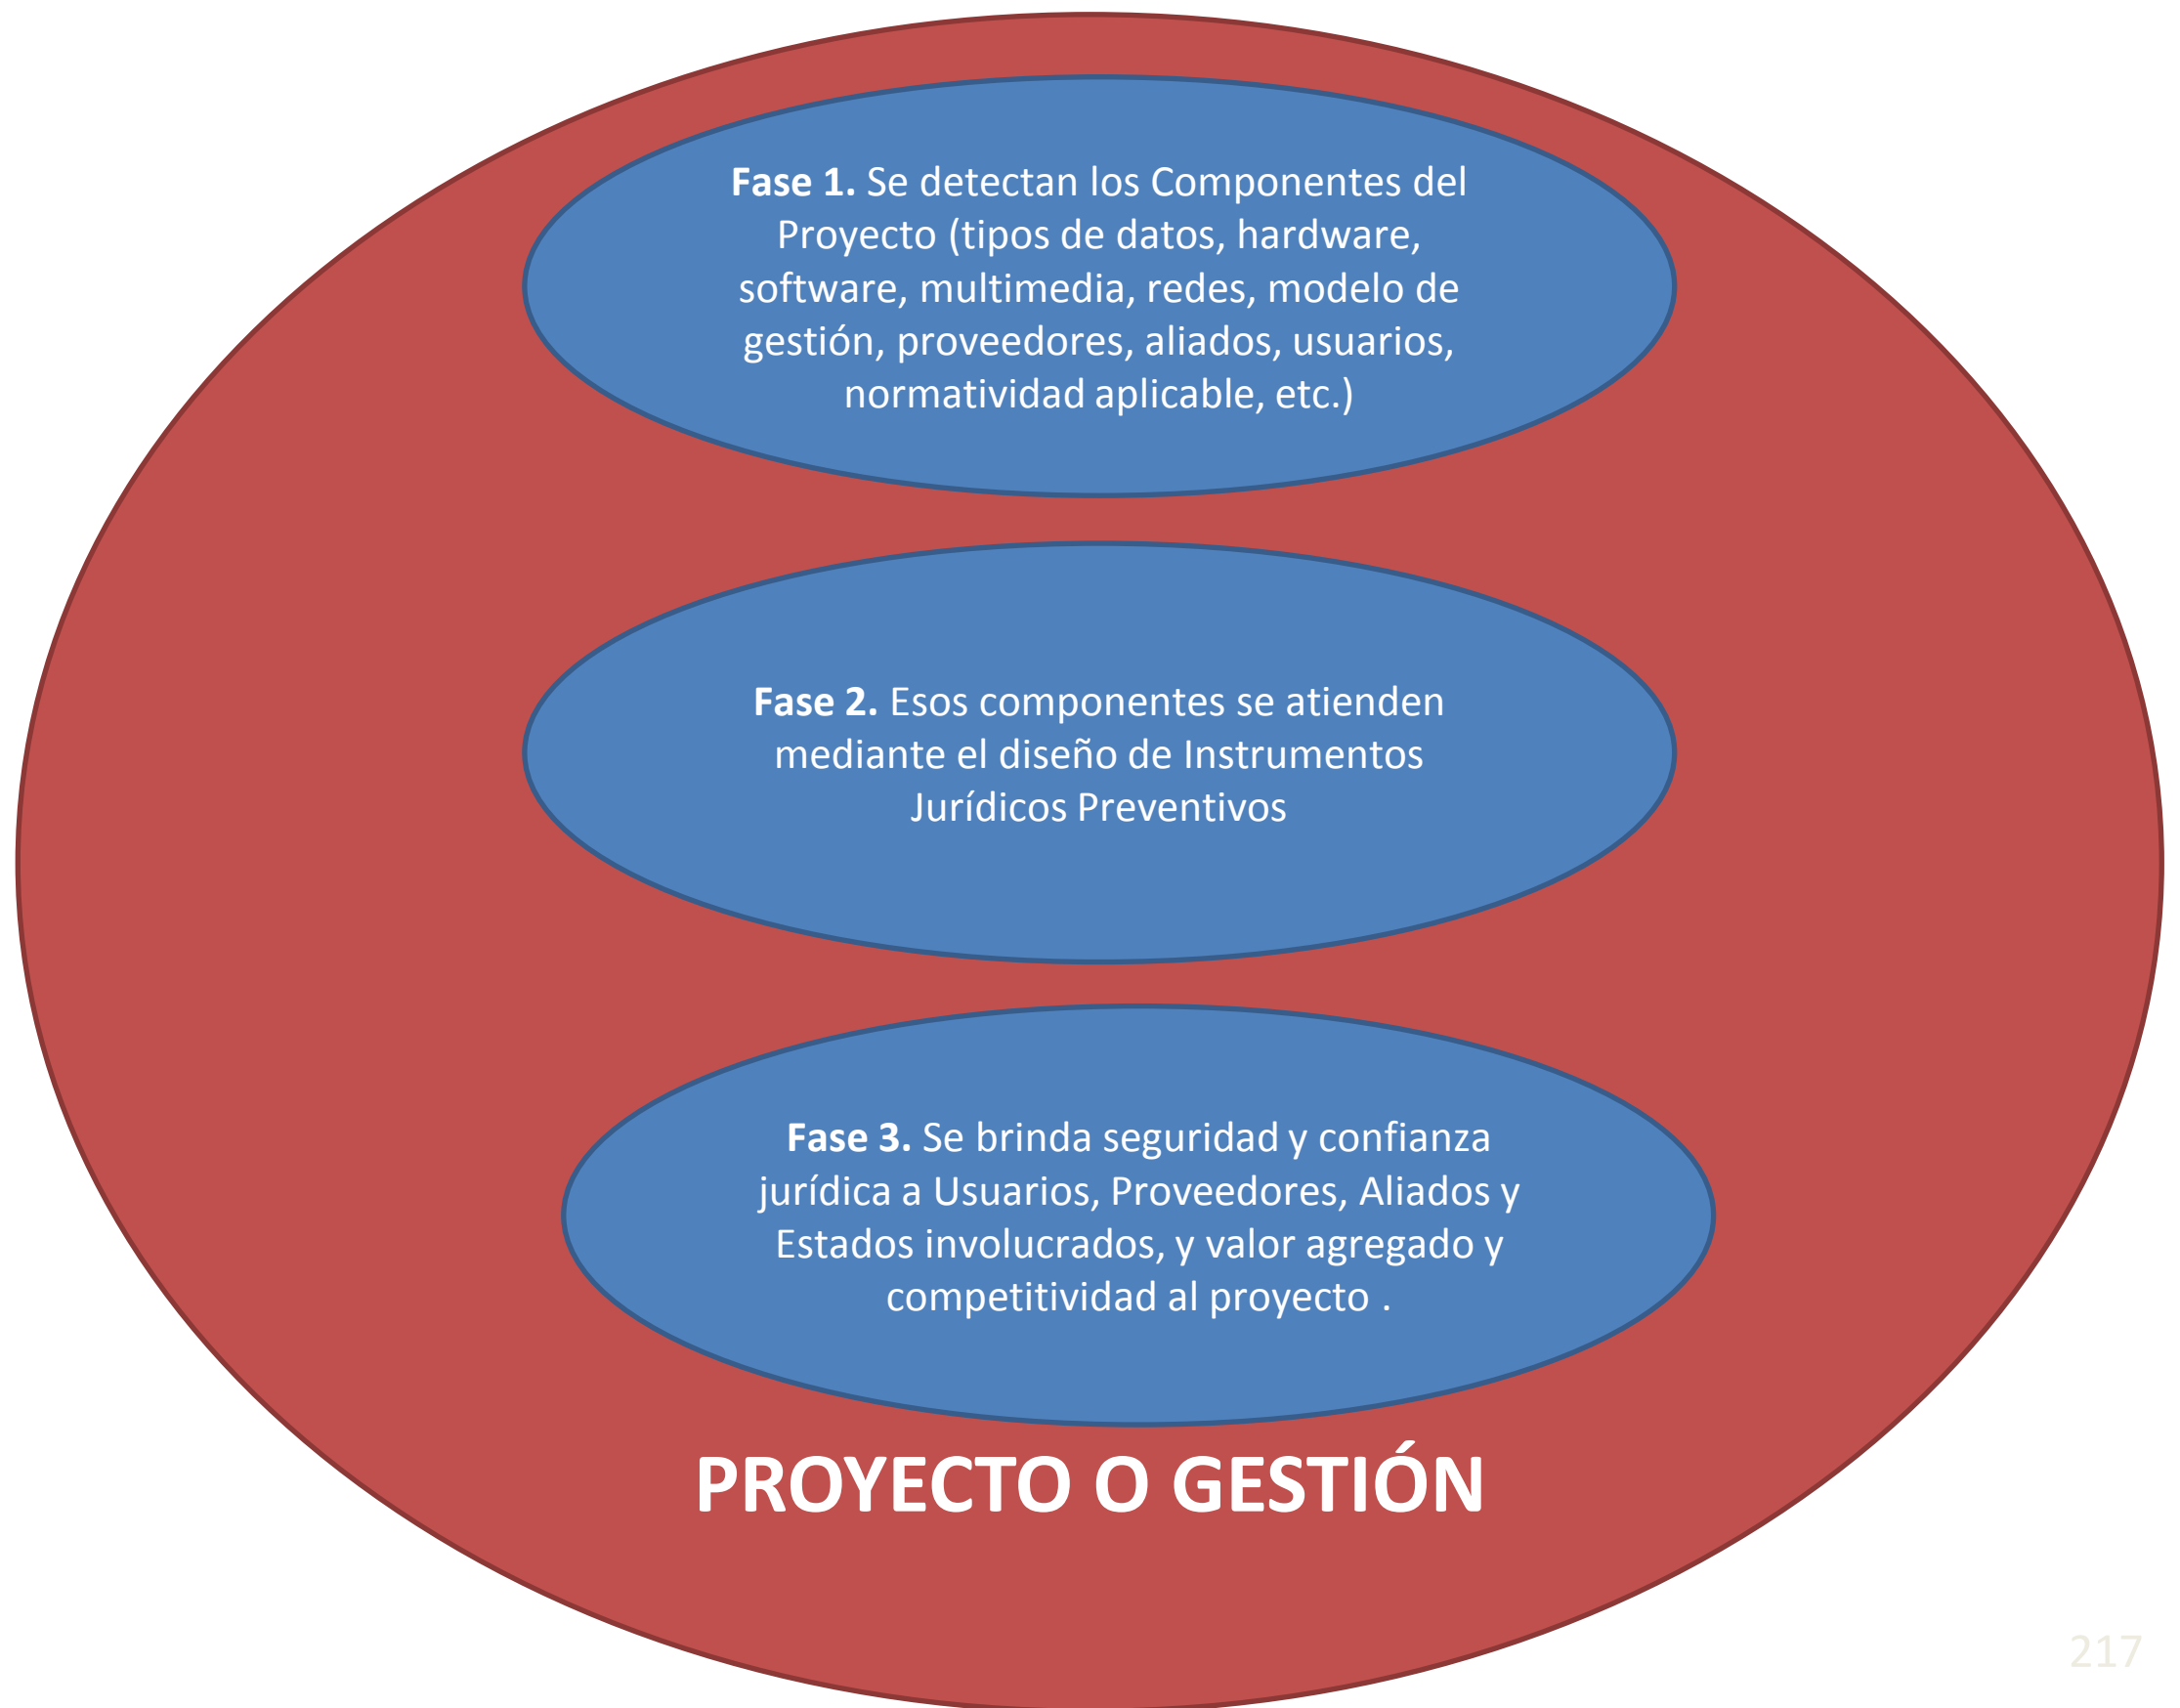 Fase 1. Se detectan los Componentes del
Proyecto (tipos de datos, hardware,
software, multimedia, redes, modelo de
gestión, proveedores, aliados, usuarios,
normatividad aplicable, etc.)
Fase 2. Esos componentes se atienden
mediante el diseño de Instrumentos
Jurídicos Preventivos
Fase 3. Se brinda seguridad y confianza
jurídica a Usuarios, Proveedores, Aliados y
Estados involucrados, y valor agregado y
competitividad al proyecto .
PROYECTO O GESTIÓN
217